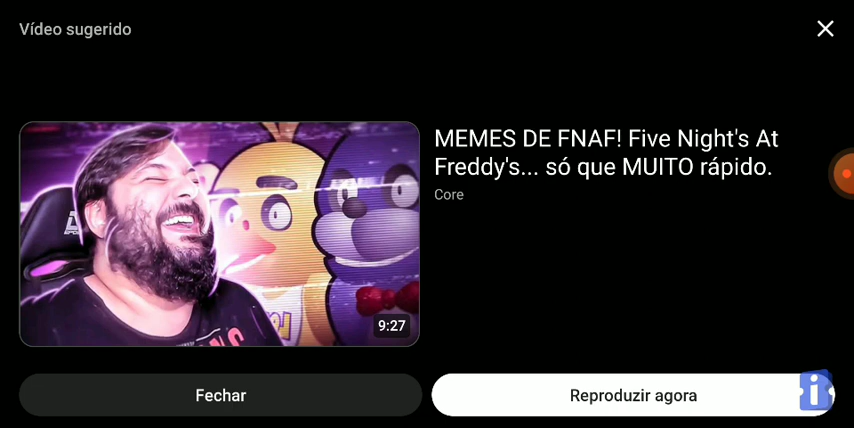 Vídeo sugerido
MEMES DE FNAF! Five Night's At
Freddy's... só que MUITO rápido.
Core
9:27
Fechar
Reproduzir agora